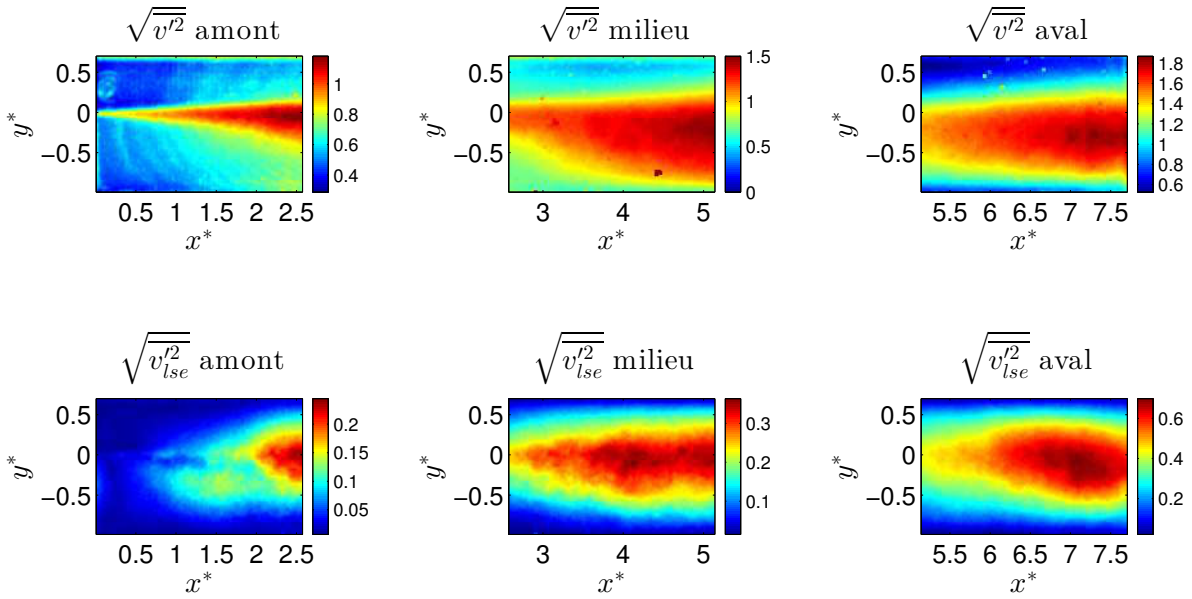 √v′2 amont √v′2 milieu √v′2 aval
0.5 0 −0.5
y*
0.5 1 1.5 2 2.5
x*
1 0.8 0.6 0.4
0.5 0 −0.5
y*
3 4 5
x*
1.5 1 0.5 0
0.5 0 −0.5
y*
5.5 6 6.5 7 7.5
x*
1.8 1.6 1.4 1.2 1 0.8 0.6
√v′2lse amont √v′2lse milieu √v′2lse aval
0.5 0 −0.5
y*
0.5 1 1.5 2 2.5
x*
0.2 0.15 0.1 0.05
0.5 0 −0.5
y*
3 4 5
x*
0.3 0.2 0.1
0.5 0 −0.5
y*
5.5 6 6.5 7 7.5
x*
0.6 0.4 0.2